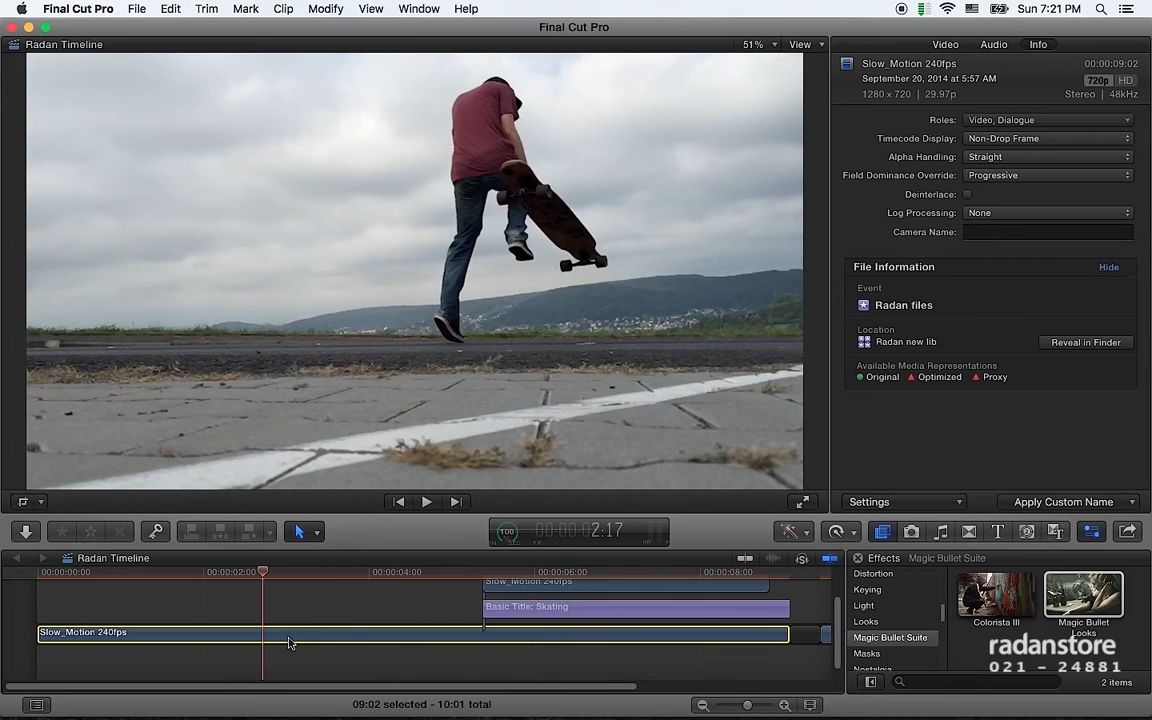 Final Cut Pro File Edit Trim Mark Clip Modify View Window Help Sun 7:21 PM
Final Cut Pro
Radan Timeline 51% View Video Audio Info
Slow_Motion 240fps 00:00:09:02
September 20, 2014 at 5:57 AM 720p HD
1280 x 720 | 29.97p Stereo | 48kHz
Roles: Video, Dialogue
Timecode Display: Non-Drop Frame
Alpha Handling: Straight
Field Dominance Override: Progressive
Deinterlace:
Log Processing: None
Camera Name:
File Information Hide
Event
Radan files
Location
Radan new lib Reveal in Finder
Available Media Representations
Original Optimized Proxy
Settings Apply Custom Name
100 00:00:02:17
Radan Timeline Effects Magic Bullet Suite
00:00:00:00 00:00:02:00 00:00:04:00 00:00:06:00 00:00:08:00
Slow_Motion 240fps
Basic Title: Skating
Slow_Motion 240fps
Distortion
Keying
Light
Looks
Magic Bullet Suite
Masks
Nostalgia
Colorista III
Magic Bullet
Looks
radanstore
021 – 24881
2 items
09:02 selected - 10:01 total